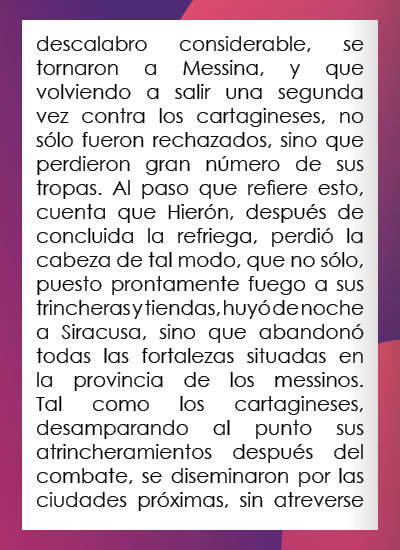 descalabro considerable, se
tornaron a Messina, y que
volviendo a salir una segunda
vez contra los cartagineses, no
sólo fueron rechazados, sino que
perdieron gran número de sus
tropas. Al paso que refiere esto,
cuenta que Hierón, después de
concluida la refriega, perdió la
cabeza de tal modo, que no sólo,
puesto prontamente fuego a sus
trincheras y tiendas, huyó de noche
a Siracusa, sino que abandonó
todas las fortalezas situadas en
la provincia de los messinos.
Tal como los cartagineses,
desamparando al punto sus
atrincheramientos después del
combate, se diseminaron por las
ciudades próximas, sin atreverse